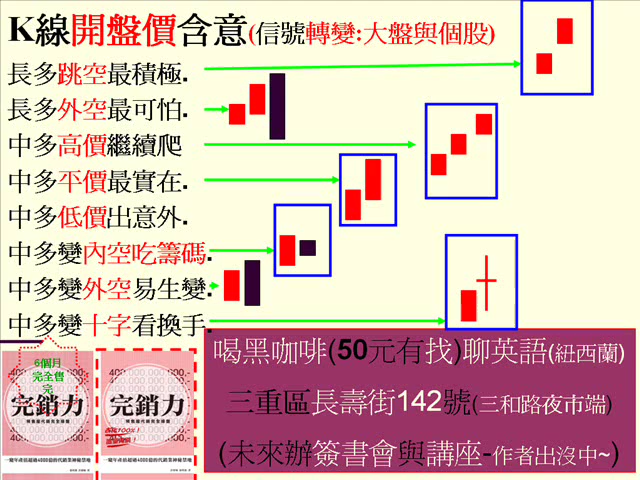 K線開盤價含意(信號轉變:大盤與個股)
長多跳空最積極.
長多外空最可怕.
中多高價繼續爬
中多平價最實在.
中多低價出意外.
中多變內空吃籌碼.
中多變外空易生變.
中多變十字看換手.
喝黑咖啡(50元有找)聊英語(紐西蘭)
三重區長壽街142號(三和路夜市端)
(未來辦簽書會與講座-作者出沒中~)
6個月
完全售
完
完銷力
完銷力